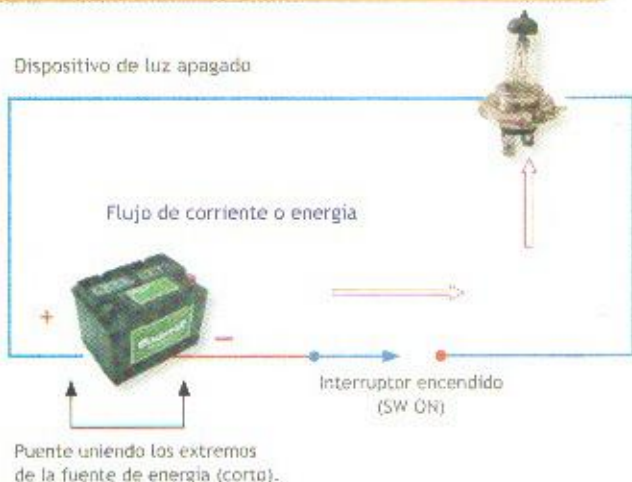 Dispositivo de luz apagado
Flujo de corriente o energía
+
−
Interruptor encendido
(SW ON)
Puente uniendo los extremos
de la fuente de energía (corto).